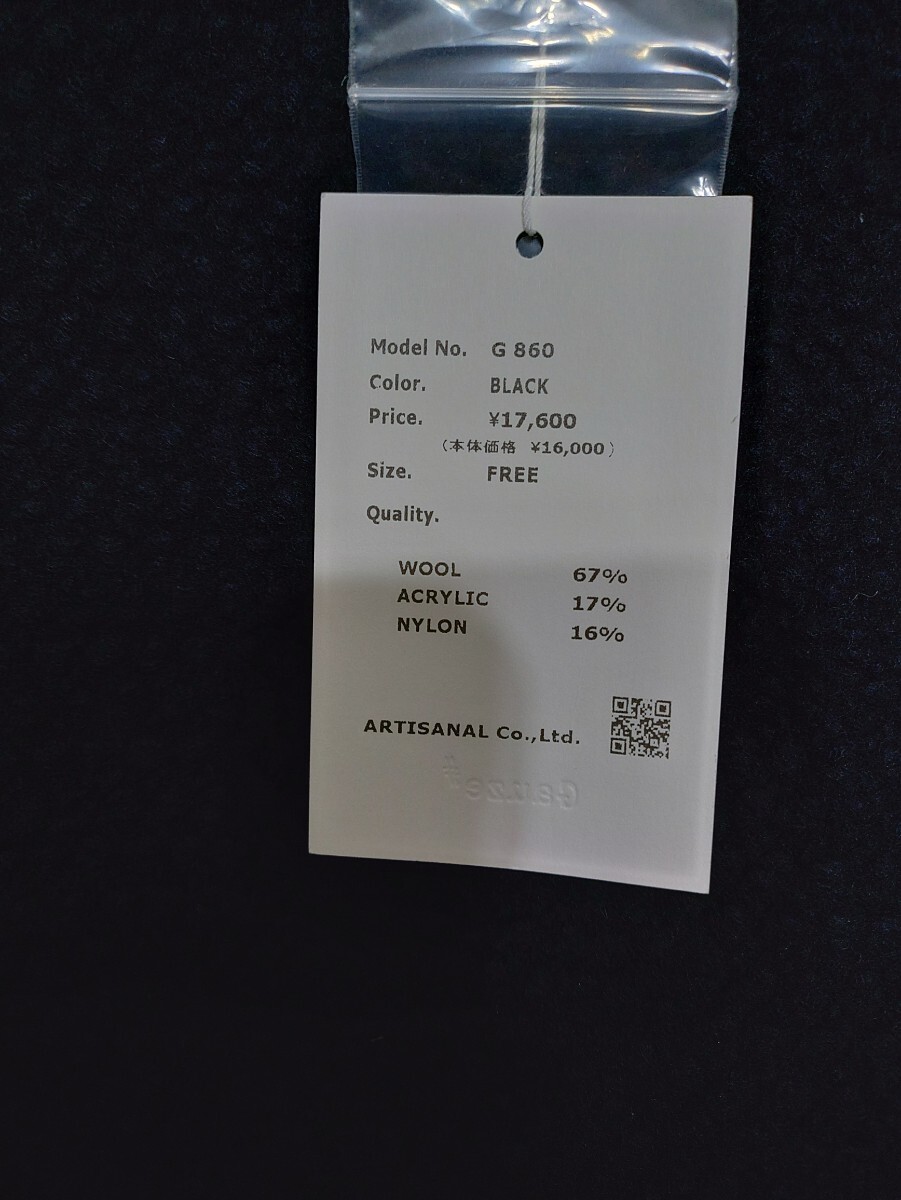 Model No. G 860
Color. BLACK
Price. ¥17,600
(本体価格 ¥16,000)
Size. FREE
Quality.
WOOL 67%
ACRYLIC 17%
NYLON 16%
ARTISANAL Co.,Ltd.
Gauze#